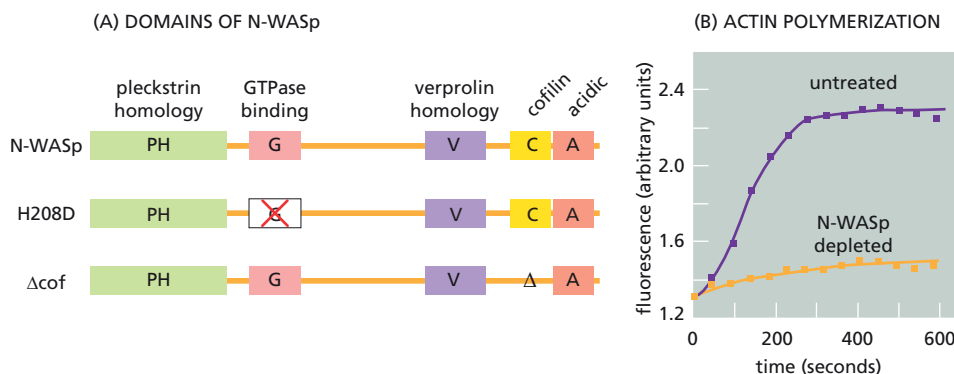 (A) DOMAINS OF N-WASp
pleckstrin
homology
GTPase
binding
verprolin
homology
cofilin
acidic
N-WASp
PH
G
V
C
A
H208D
PH
G
V
C
A
Δcof
PH
G
V
Δ
A
(B) ACTIN POLYMERIZATION
fluorescence (arbitrary units)
2.4
2.0
1.6
1.2
untreated
N-WASp
depleted
0
200
400
600
time (seconds)